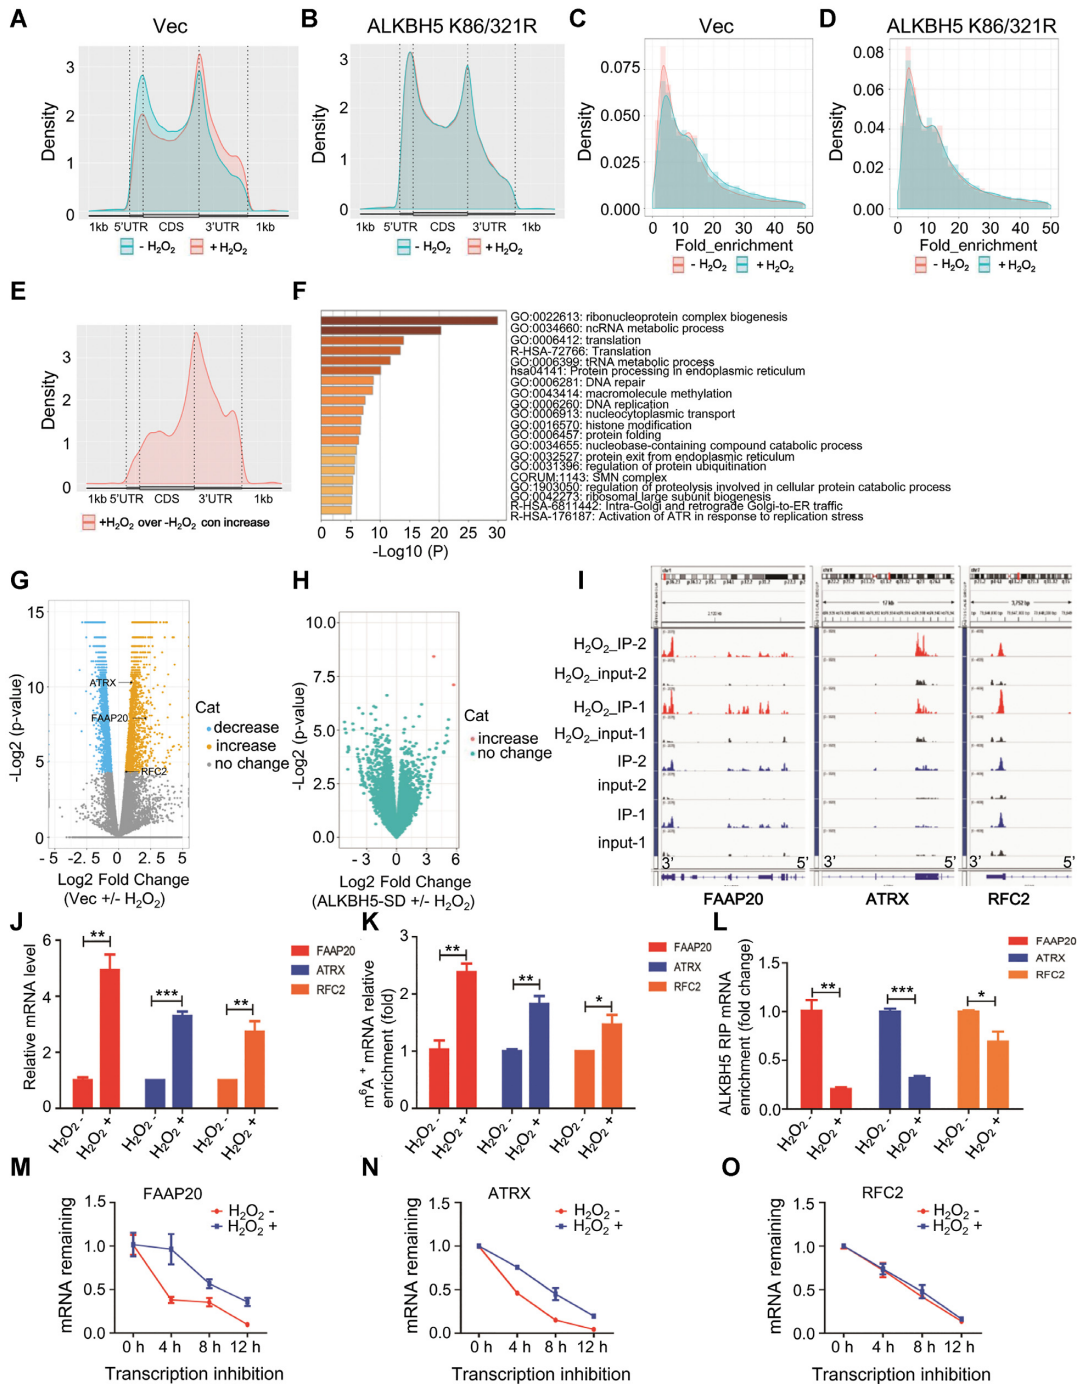 A
Vec
Density
3
2
1
0
1kb 5'UTR CDS 3'UTR 1kb
- H₂O₂ + H₂O₂
B
ALKBH5 K86/321R
Density
3
2
1
0
1kb 5'UTR CDS 3'UTR 1kb
- H₂O₂ + H₂O₂
C
Vec
Density
0.075
0.050
0.025
0.000
0 10 20 30 40 50
Fold_enrichment
- H₂O₂ + H₂O₂
D
ALKBH5 K86/321R
Density
0.08
0.06
0.04
0.02
0.00
0 10 20 30 40 50
Fold_enrichment
- H₂O₂ + H₂O₂
E
Density
3
2
1
0
1kb 5'UTR CDS 3'UTR 1kb
+H₂O₂ over -H₂O₂ con increase
F
GO:0022613: ribonucleoprotein complex biogenesis
GO:0034660: ncRNA metabolic process
GO:0006412: translation
R-HSA-72766: Translation
GO:0006399: tRNA metabolic process
hsa04141: Protein processing in endoplasmic reticulum
GO:0006281: DNA repair
GO:0043414: macromolecule methylation
GO:0006260: DNA replication
GO:0006913: nucleocytoplasmic transport
GO:0016570: histone modification
GO:0006457: protein folding
GO:0034655: nucleobase-containing compound catabolic process
GO:0032527: protein exit from endoplasmic reticulum
GO:0031396: regulation of protein ubiquitination
CORUM:1143: SMN complex
GO:1903050: regulation of proteolysis involved in cellular protein catabolic process
GO:0042273: ribosomal large subunit biogenesis
R-HSA-6811442: Intra-Golgi and retrograde Golgi-to-ER traffic
R-HSA-176187: Activation of ATR in response to replication stress
0 5 10 15 20 25 30
-Log10 (P)
G
-Log2 (p-value)
15
10
5
0
ATRX
FAAP20
RFC2
Cat
decrease
increase
no change
- 5 -2.5 0 2.5 5
Log2 Fold Change
(Vec +/- H₂O₂)
H
-Log2 (p-value)
10.0
7.5
5.0
2.5
0.0
Cat
increase
no change
-3 0 3 6
Log2 Fold Change
(ALKBH5-SD +/- H₂O₂)
I
H₂O₂_IP-2
H₂O₂_input-2
H₂O₂_IP-1
H₂O₂_input-1
IP-2
input-2
IP-1
input-1
17 kb
3,752 bp
3' 5' 3' 5' 3' 5'
FAAP20 ATRX RFC2
J
Relative mRNA level
6
4
2
0
** *** **
FAAP20
ATRX
RFC2
H₂O₂ - H₂O₂ + H₂O₂ - H₂O₂ + H₂O₂ - H₂O₂ +
K
m⁶A ⁺ mRNA relative
enrichment (fold)
3
2
1
0
** ** *
FAAP20
ATRX
RFC2
H₂O₂ - H₂O₂ + H₂O₂ - H₂O₂ + H₂O₂ - H₂O₂ +
L
ALKBH5 RIP mRNA
enrichment (fold change)
1.5
1.0
0.5
0.0
** *** *
FAAP20
ATRX
RFC2
H₂O₂ - H₂O₂ + H₂O₂ - H₂O₂ + H₂O₂ - H₂O₂ +
M
FAAP20
mRNA remaining
1.5
1.0
0.5
0.0
H₂O₂ -
H₂O₂ +
0 h 4 h 8 h 12 h
Transcription inhibition
N
ATRX
mRNA remaining
1.5
1.0
0.5
0.0
H₂O₂ -
H₂O₂ +
0 h 4 h 8 h 12 h
Transcription inhibition
O
RFC2
mRNA remaining
1.5
1.0
0.5
0.0
H₂O₂ -
H₂O₂ +
0 h 4 h 8 h 12 h
Transcription inhibition